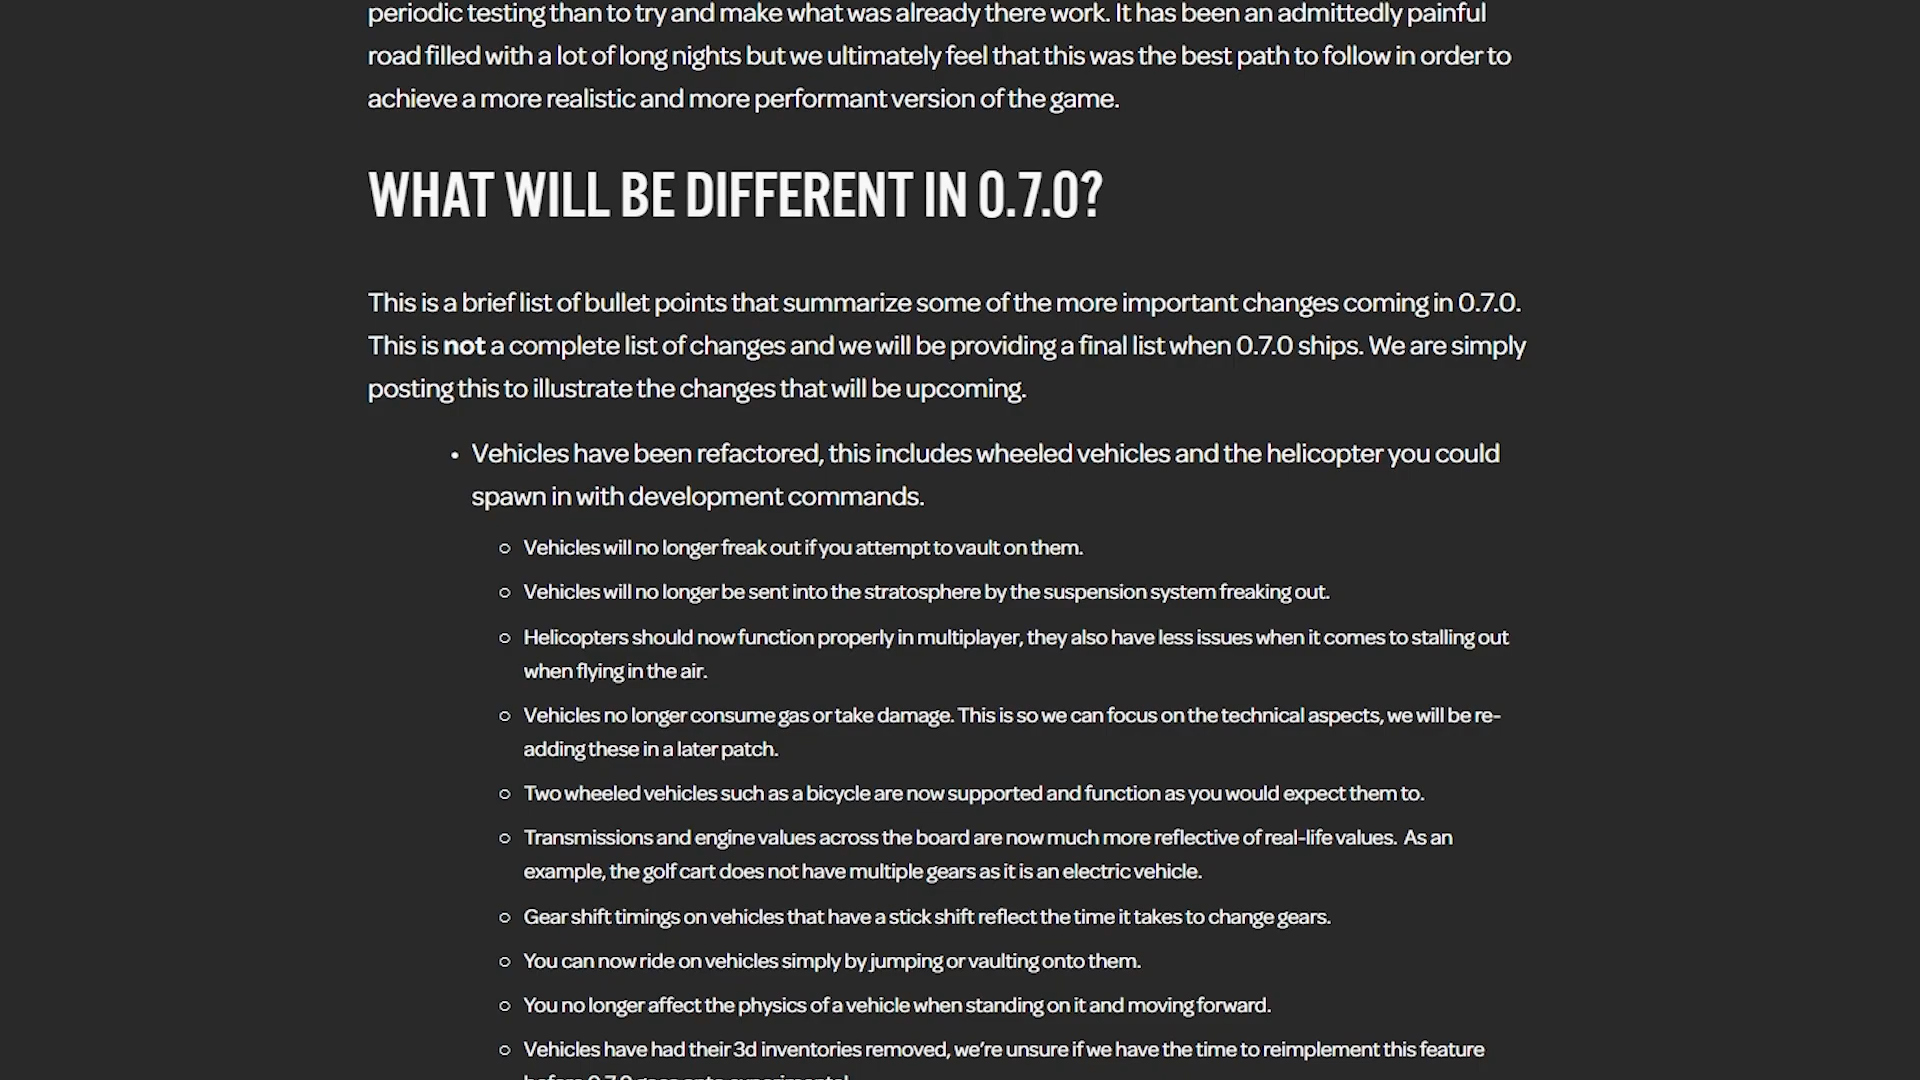 periodic testing than to try and make what was already there work. It has been an admittedly painful
road filled with a lot of long nights but we ultimately feel that this was the best path to follow in order to
achieve a more realistic and more performant version of the game.
WHAT WILL BE DIFFERENT IN 0.7.0?
This is a brief list of bullet points that summarize some of the more important changes coming in 0.7.0.
This is not a complete list of changes and we will be providing a final list when 0.7.0 ships. We are simply
posting this to illustrate the changes that will be upcoming.
• Vehicles have been refactored, this includes wheeled vehicles and the helicopter you could
spawn in with development commands.
○ Vehicles will no longer freak out if you attempt to vault on them.
○ Vehicles will no longer be sent into the stratosphere by the suspension system freaking out.
○ Helicopters should now function properly in multiplayer, they also have less issues when it comes to stalling out
when flying in the air.
○ Vehicles no longer consume gas or take damage. This is so we can focus on the technical aspects, we will be re-
adding these in a later patch.
○ Two wheeled vehicles such as a bicycle are now supported and function as you would expect them to.
○ Transmissions and engine values across the board are now much more reflective of real-life values. As an
example, the golf cart does not have multiple gears as it is an electric vehicle.
○ Gear shift timings on vehicles that have a stick shift reflect the time it takes to change gears.
○ You can now ride on vehicles simply by jumping or vaulting onto them.
○ You no longer affect the physics of a vehicle when standing on it and moving forward.
○ Vehicles have had their 3d inventories removed, we're unsure if we have the time to reimplement this feature